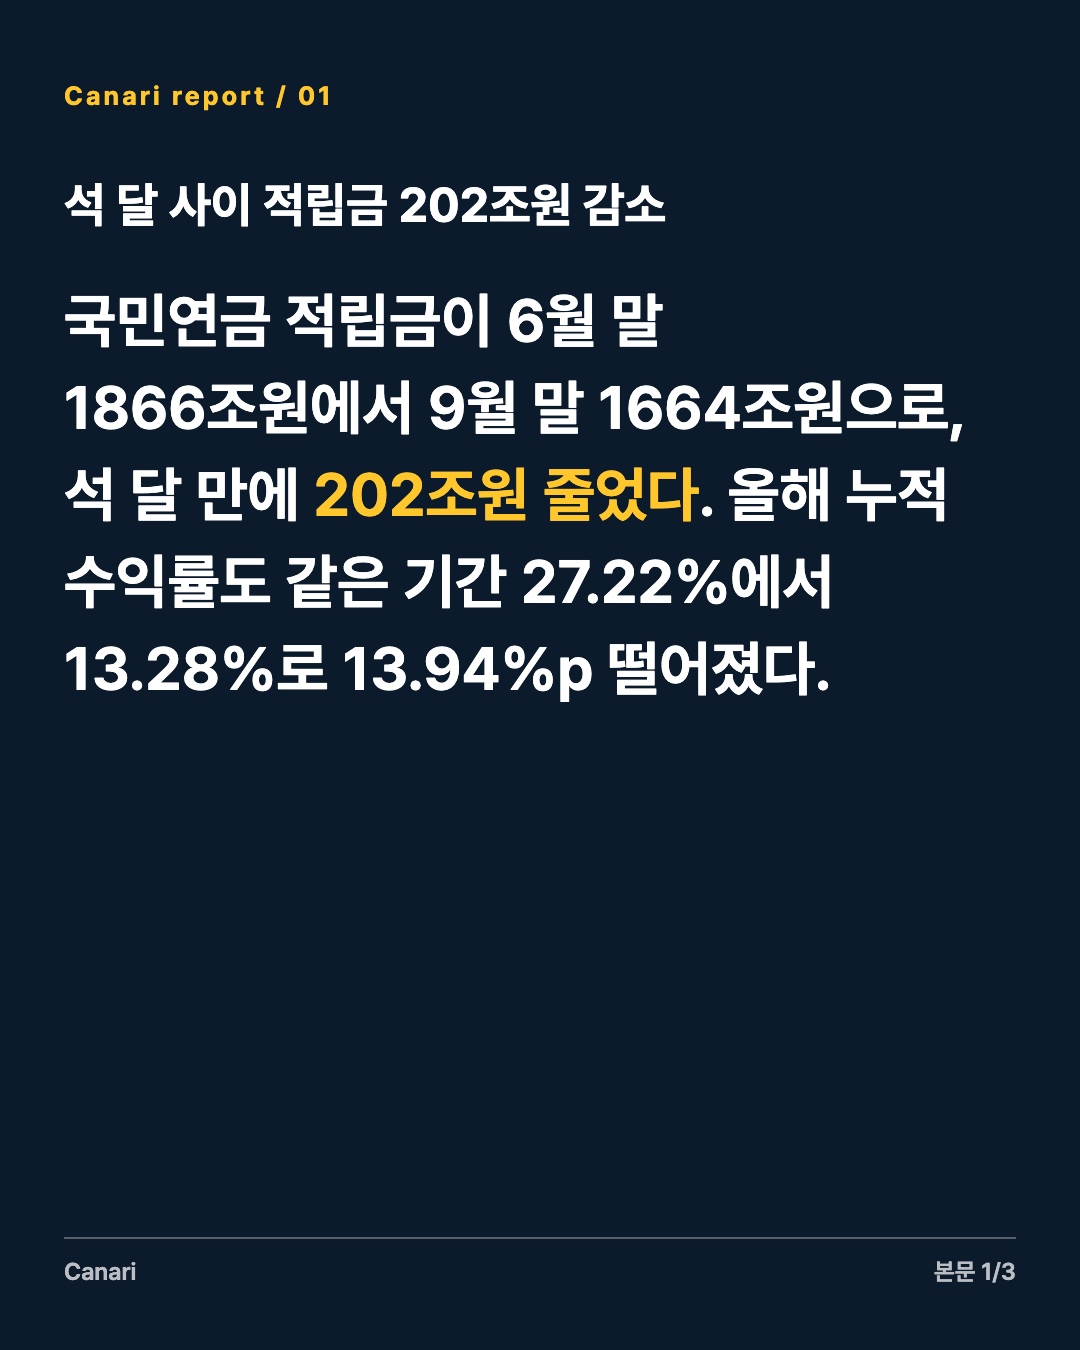 Canari report / 01
석 달 사이 적립금 202조원 감소
국민연금 적립금이 6월 말
1866조원에서 9월 말 1664조원으로,
석 달 만에 202조원 줄었다. 올해 누적
수익률도 같은 기간 27.22%에서
13.28%로 13.94%p 떨어졌다.
Canari
본문 1/3